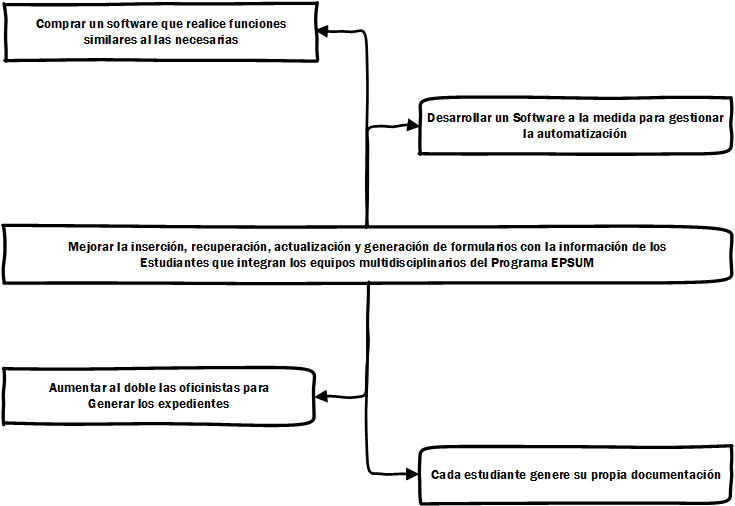 Comprar un software que realice funciones
similares al las necesarias
Desarrollar un Software a la medida para gestionar
la automatización
Mejorar la inserción, recuperación, actualización y generación de formularios con la información de los
Estudiantes que integran los equipos multidisciplinarios del Programa EPSUM
Aumentar al doble las oficinistas para
Generar los expedientes
Cada estudiante genere su propia documentación